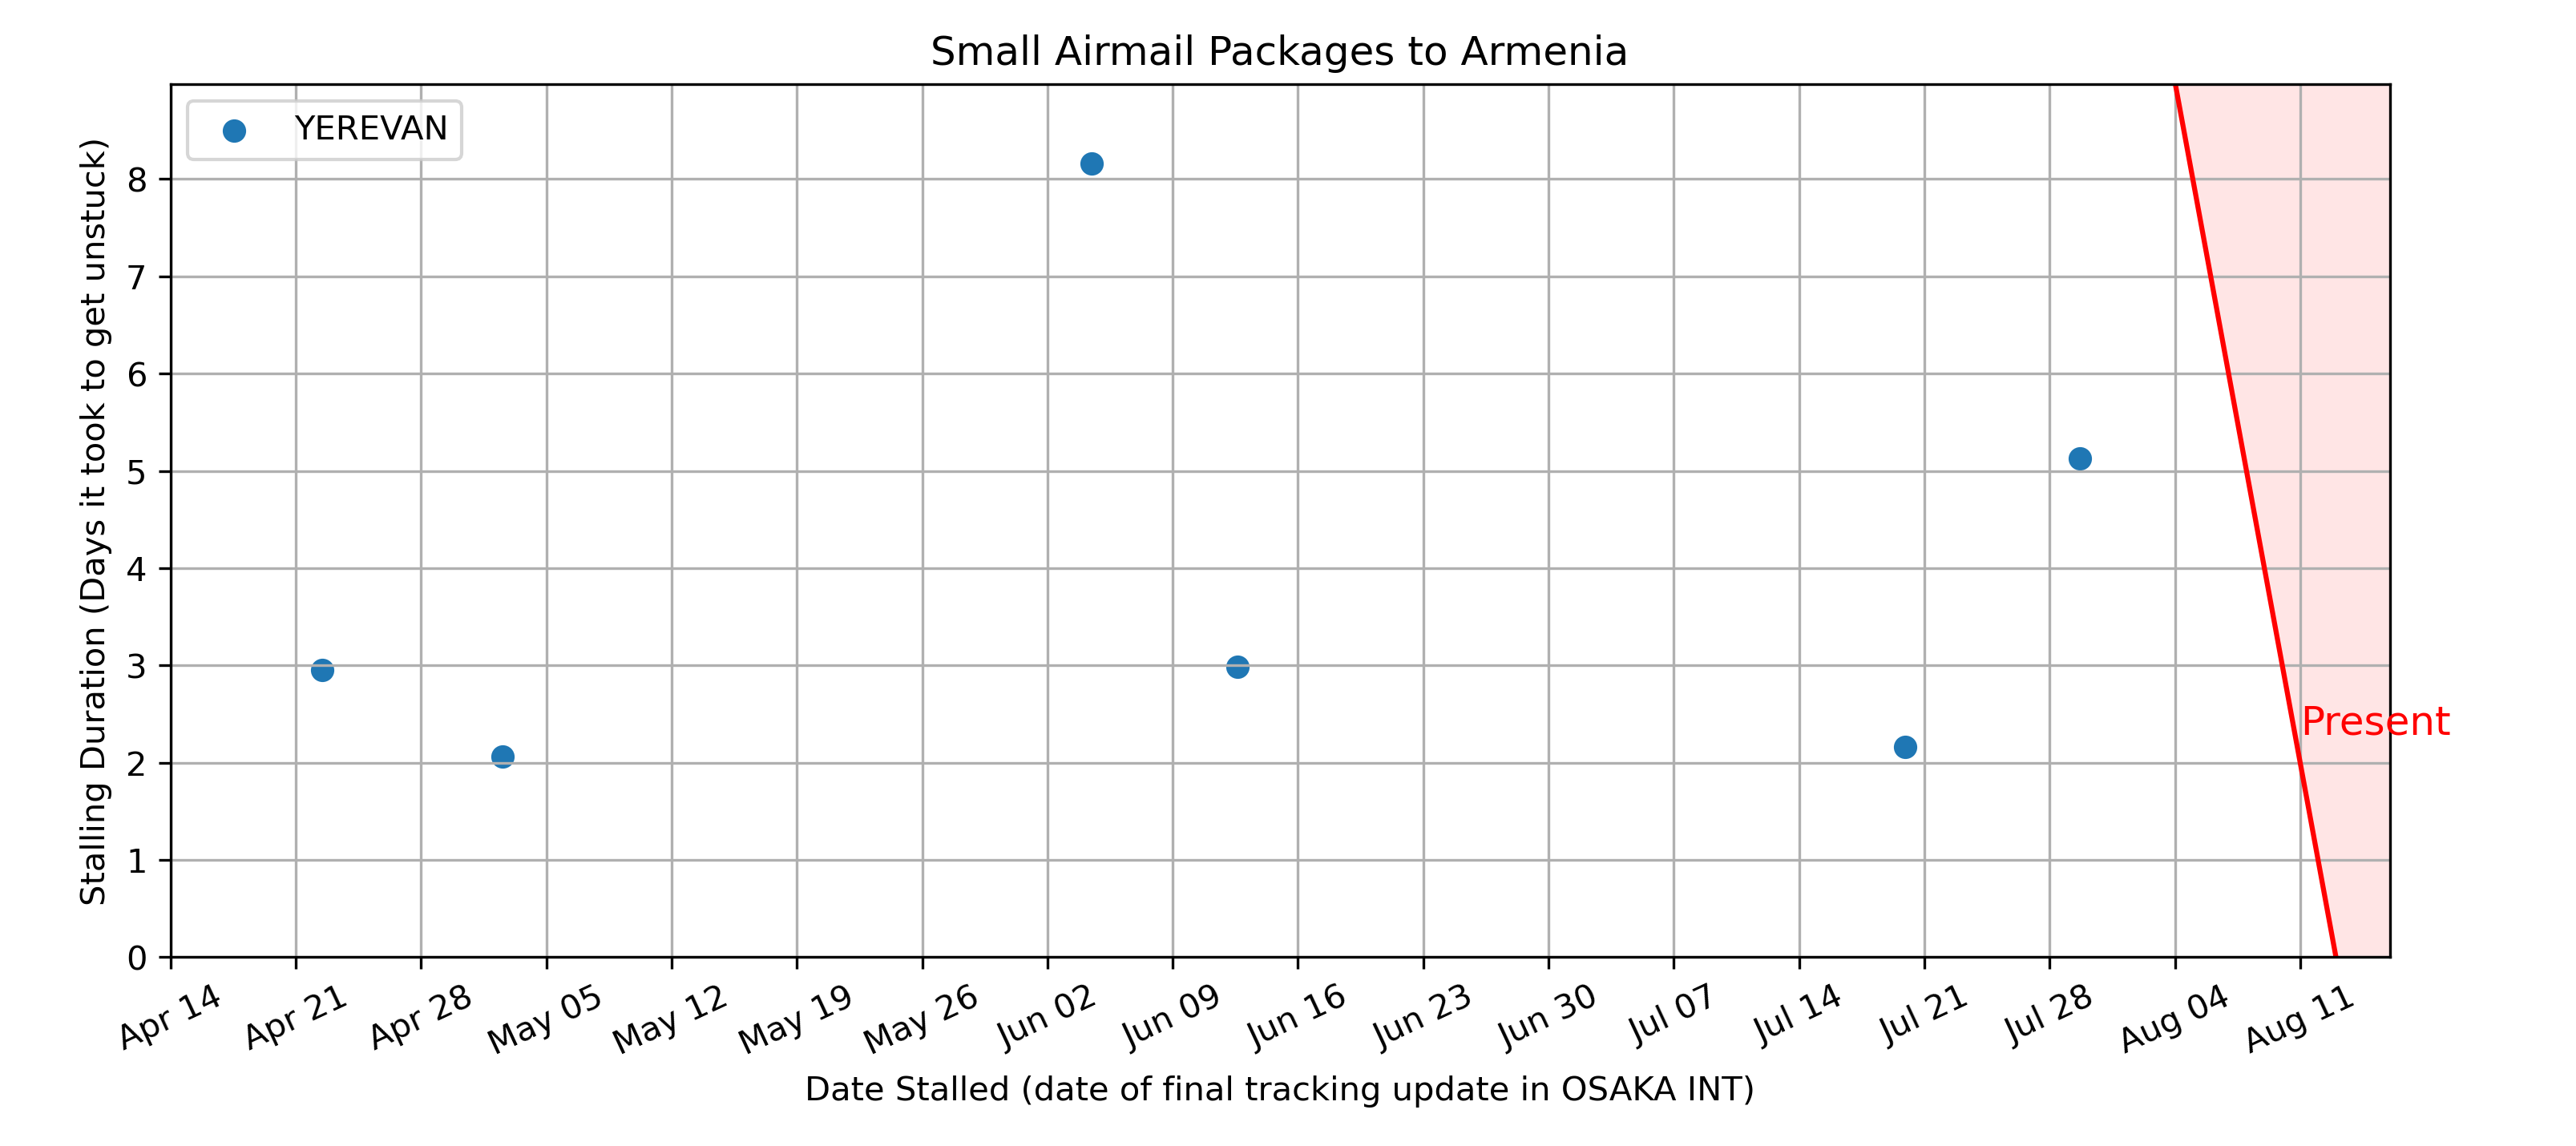 Small Airmail Packages to Armenia
YEREVAN
Stalling Duration (Days it took to get unstuck)
8
7
6
5
4
3
2
1
0
Present
Apr 14 Apr 21 Apr 28 May 05 May 12 May 19 May 26 Jun 02 Jun 09 Jun 16 Jun 23 Jun 30 Jul 07 Jul 14 Jul 21 Jul 28 Aug 04 Aug 11
Date Stalled (date of final tracking update in OSAKA INT)